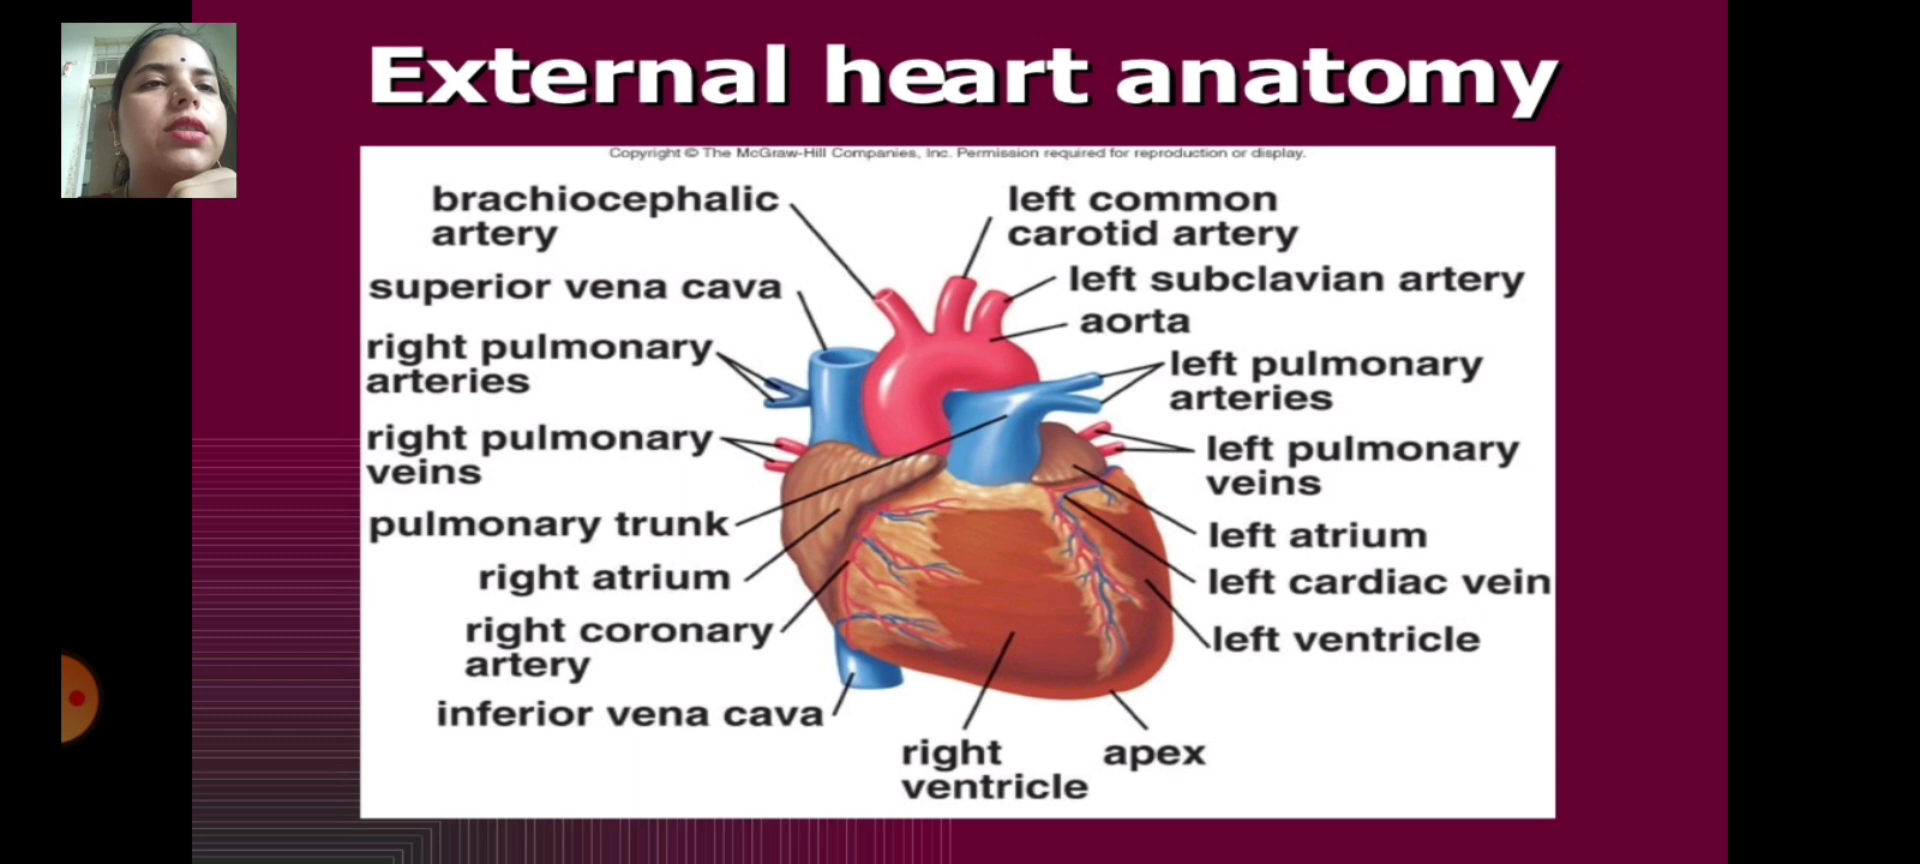 External heart anatomy
Copyright © The McGraw-Hill Companies, Inc. Permission required for reproduction or display.
brachiocephalic
artery
superior vena cava
right pulmonary
arteries
right pulmonary
veins
pulmonary trunk
right atrium
right coronary
artery
inferior vena cava
left common
carotid artery
left subclavian artery
aorta
left pulmonary
arteries
left pulmonary
veins
left atrium
left cardiac vein
left ventricle
right
ventricle
apex